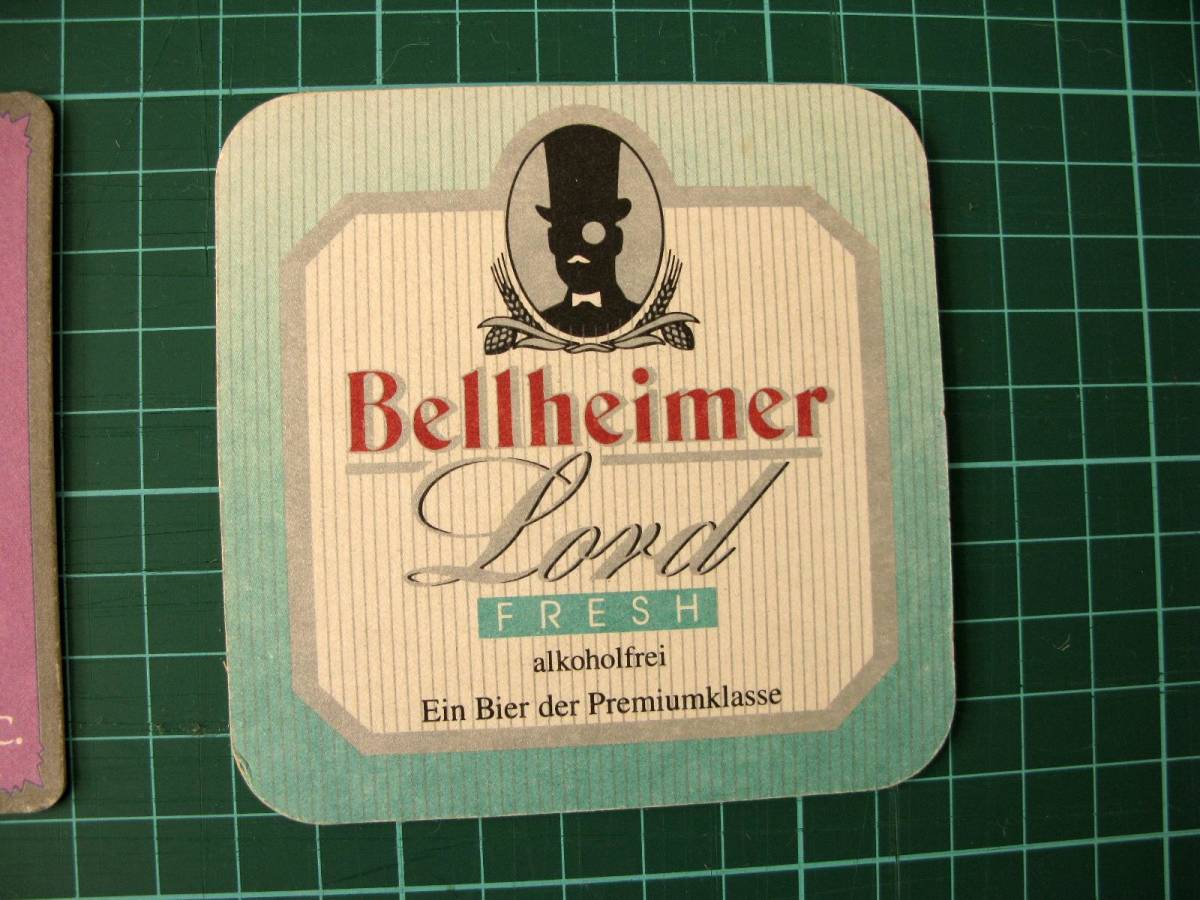 Bellheimer
Lord
FRESH
alkoholfrei
Ein Bier der Premiumklasse